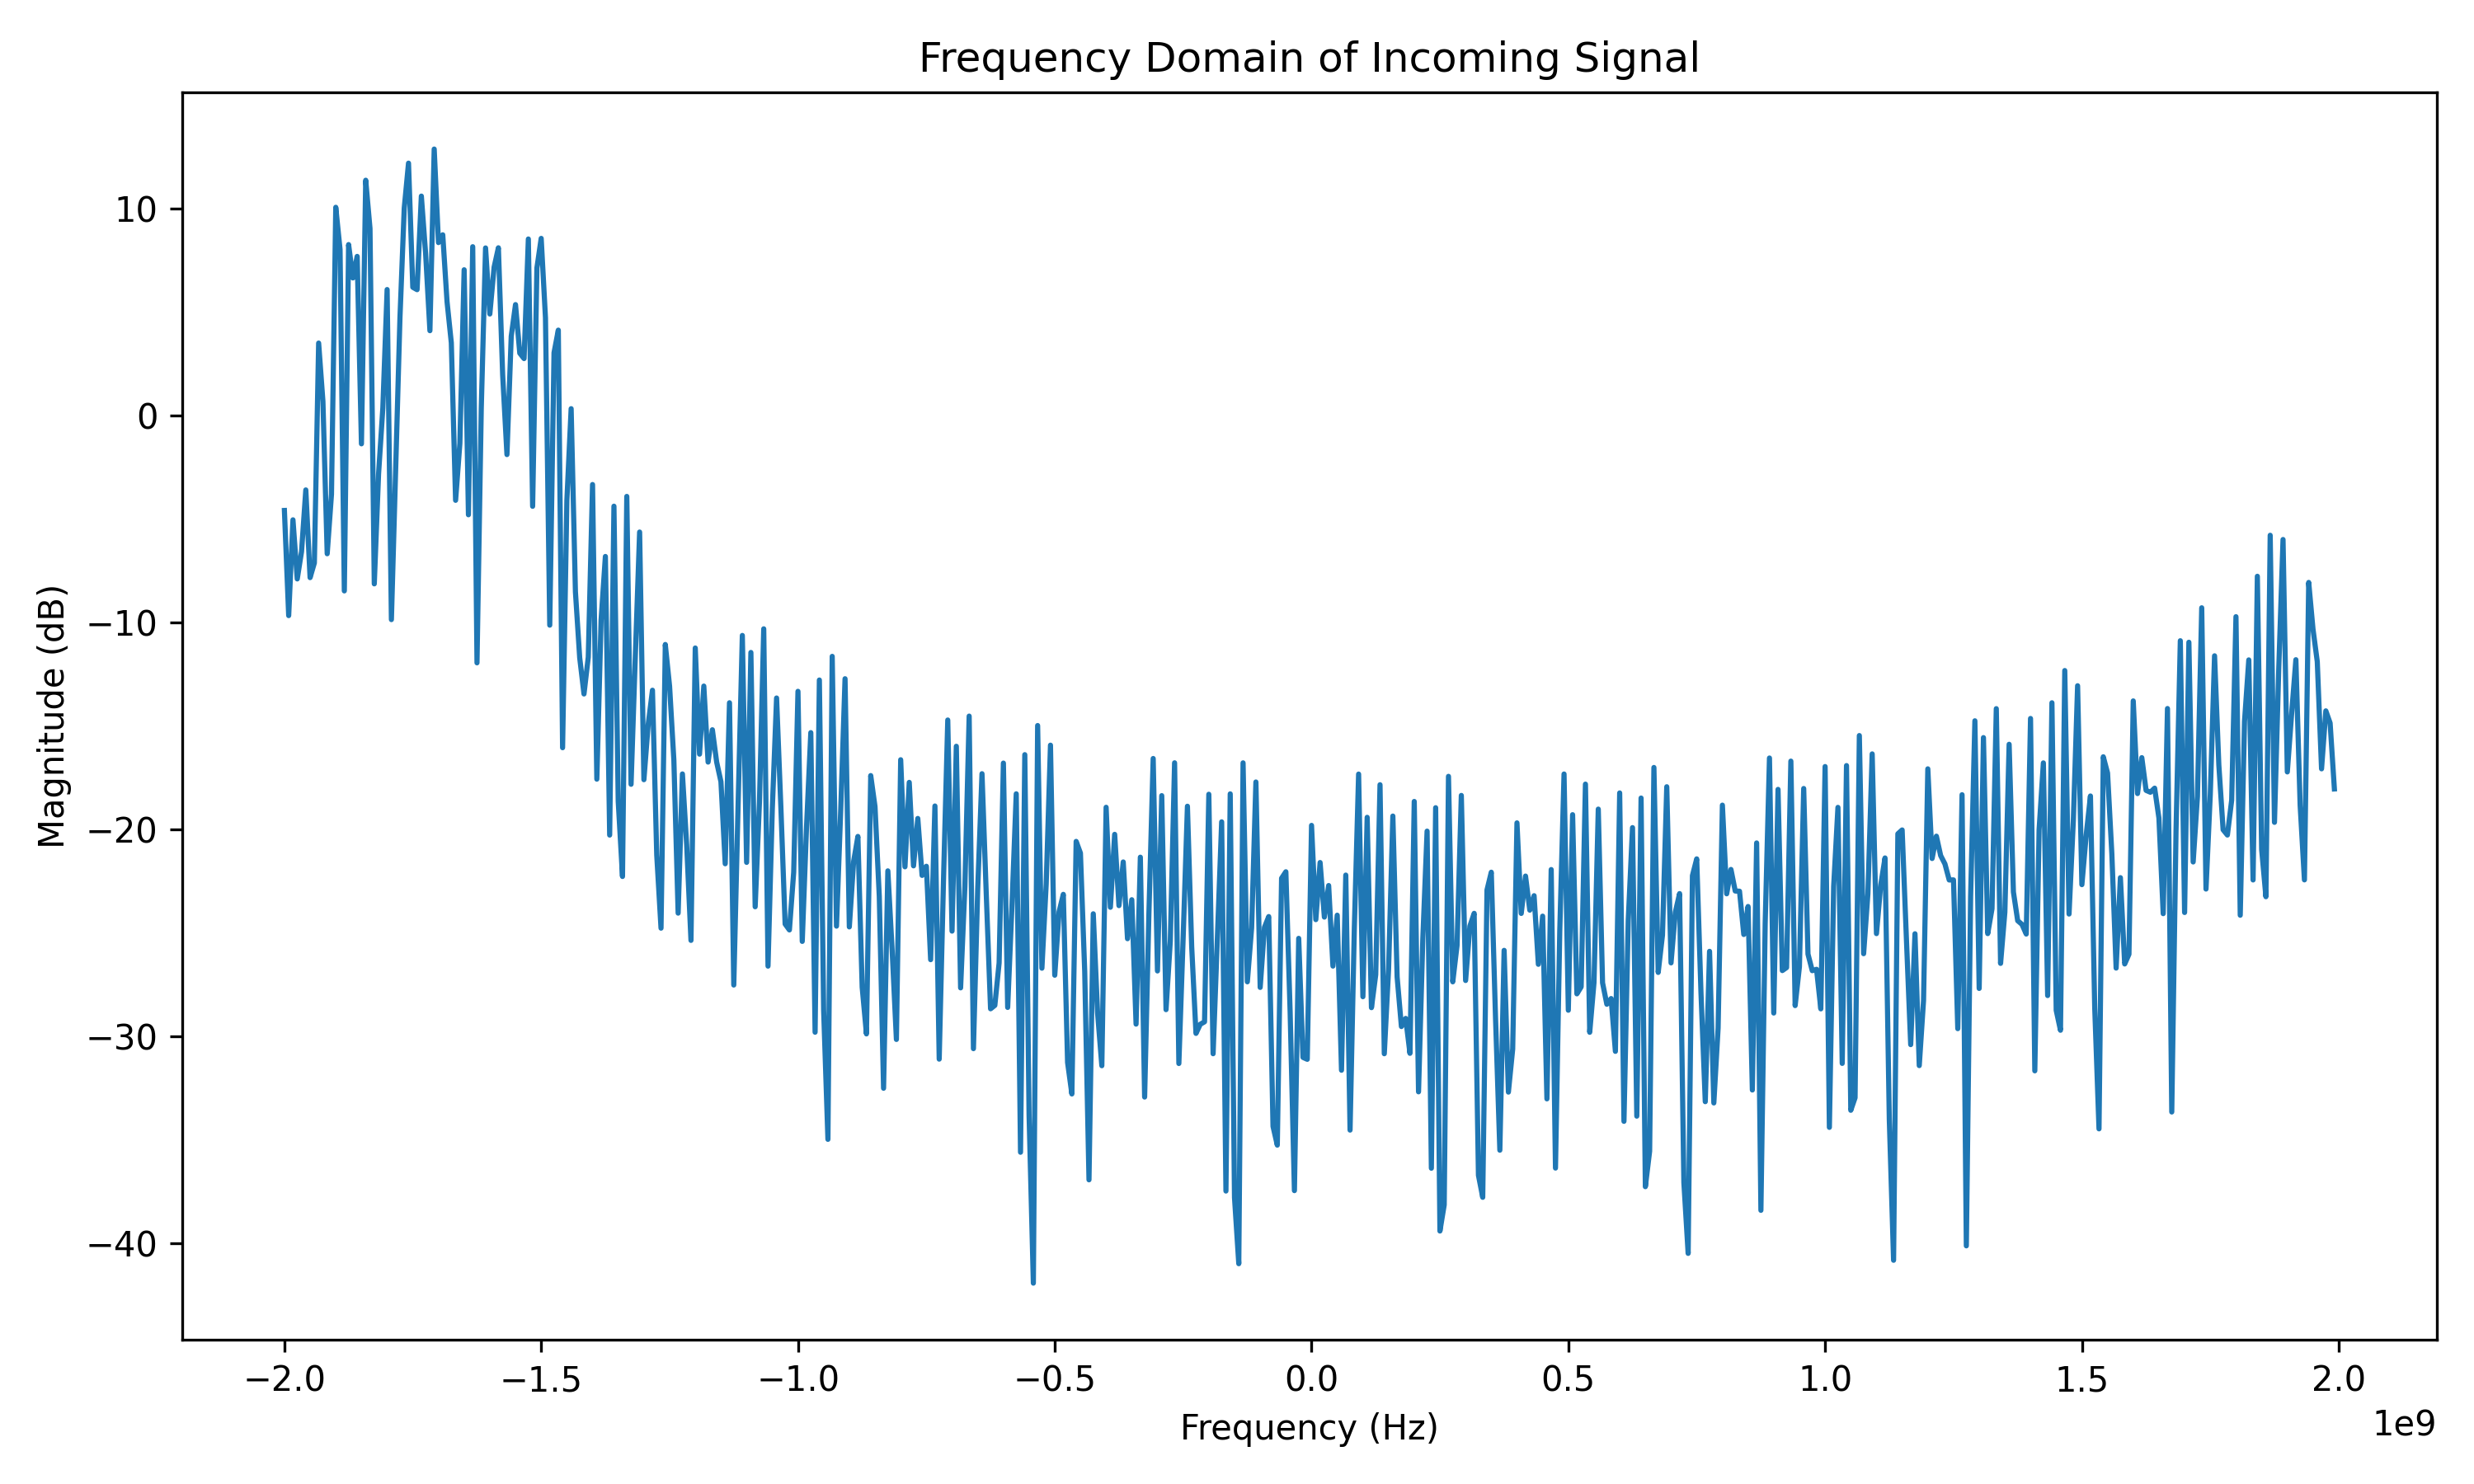 Frequency Domain of Incoming Signal
Magnitude (dB)
10
0
−10
−20
−30
−40
−2.0 −1.5 −1.0 −0.5 0.0 0.5 1.0 1.5 2.0
1e9
Frequency (Hz)